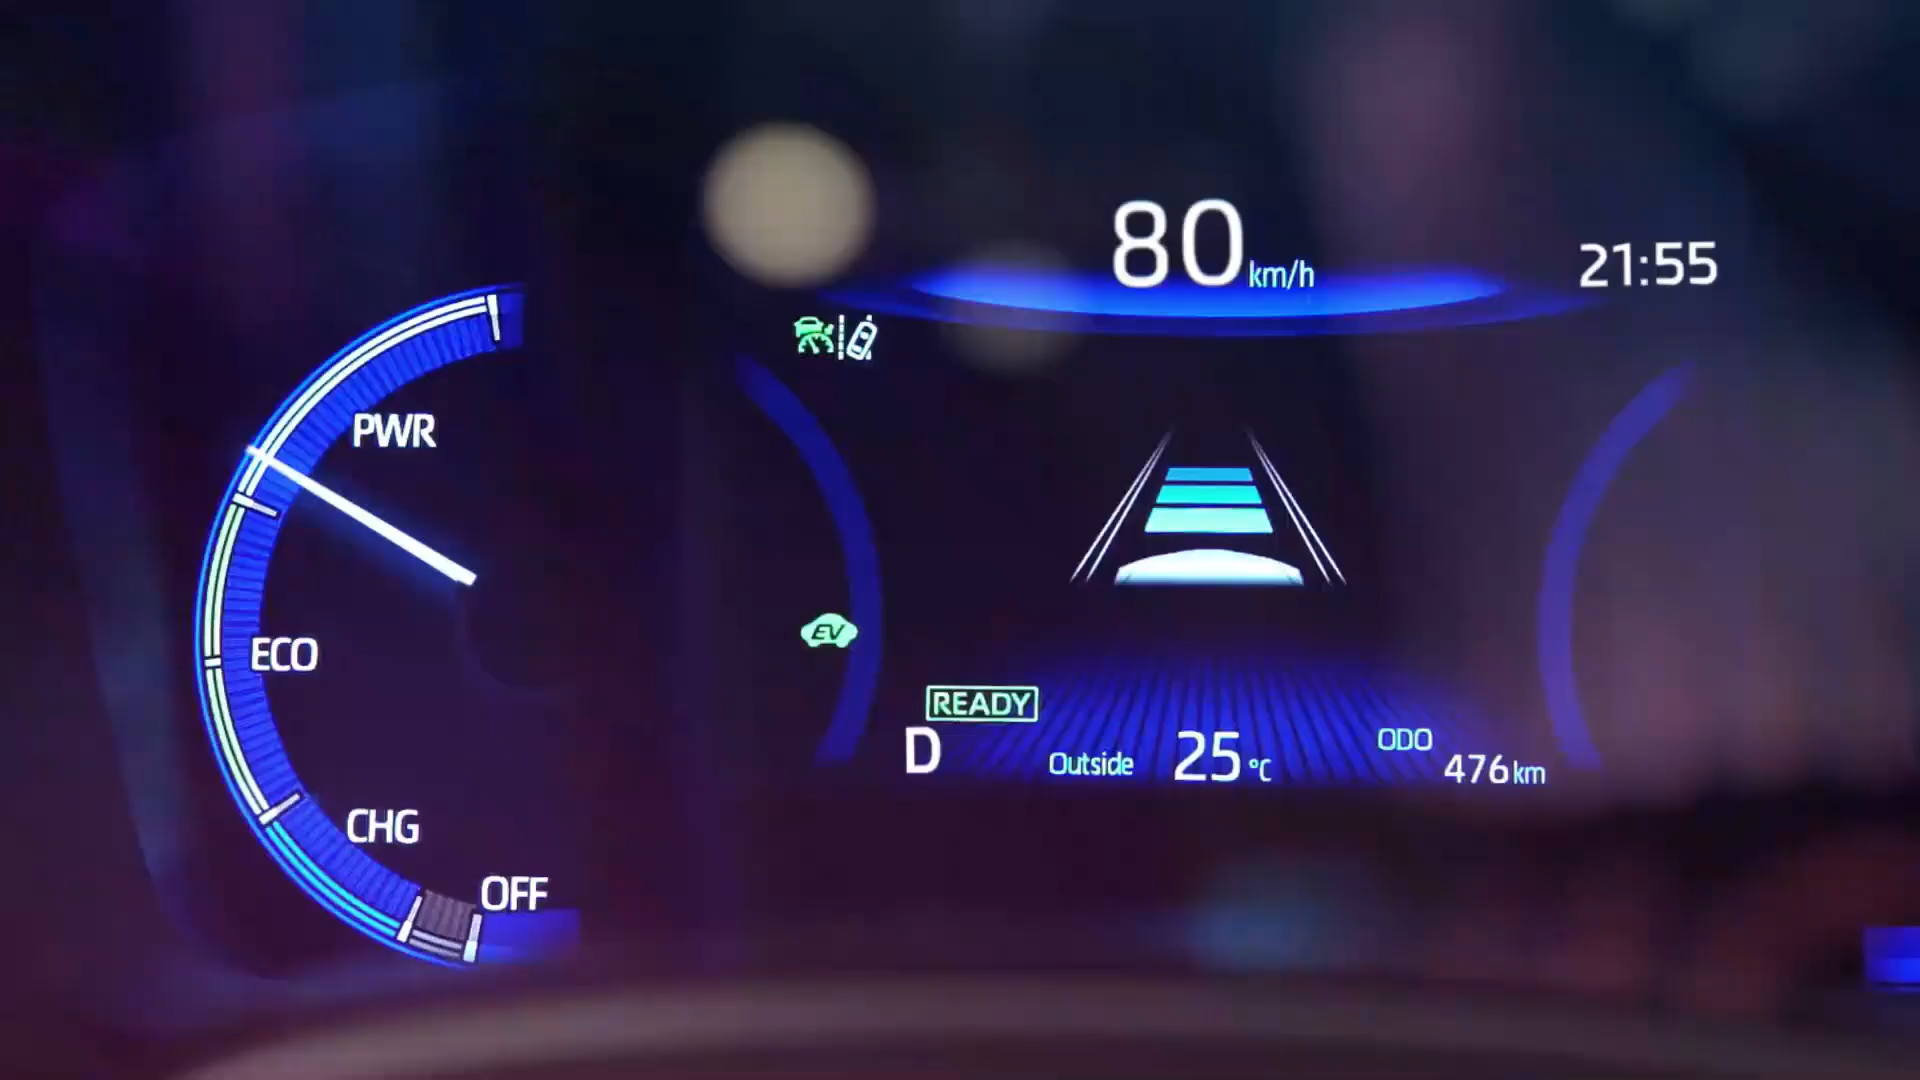 80 km/h
21:55
PWR
ECO
EV
READY
D
Outside 25 °C
ODO
476 km
CHG
OFF